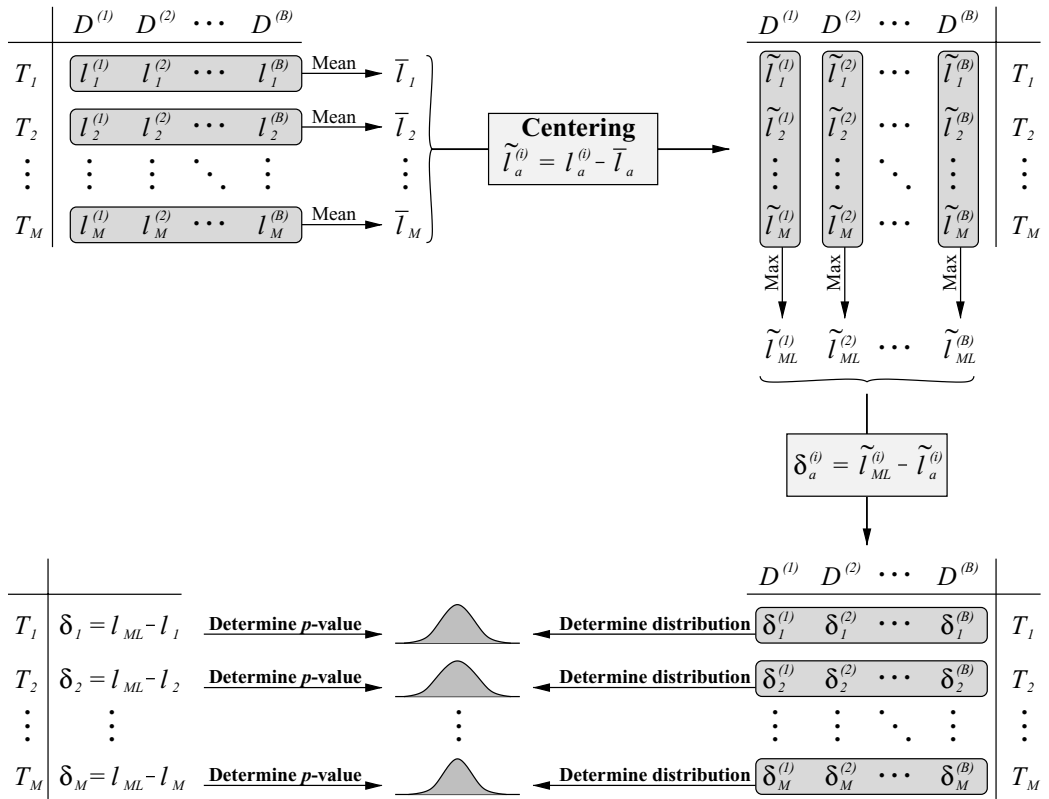 D^(1) D^(2) ··· D^(B)
T_1 l_1^(1) l_1^(2) ··· l_1^(B) Mean l̅_1
T_2 l_2^(1) l_2^(2) ··· l_2^(B) Mean l̅_2
⋮ ⋮ ⋮ ⋱ ⋮ ⋮
T_M l_M^(1) l_M^(2) ··· l_M^(B) Mean l̅_M
Centering
l̃_a^(i) = l_a^(i) - l̅_a
D^(1) D^(2) ··· D^(B)
l̃_1^(1) l̃_1^(2) ··· l̃_1^(B) T_1
l̃_2^(1) l̃_2^(2) ··· l̃_2^(B) T_2
⋮ ⋮ ⋱ ⋮ ⋮
l̃_M^(1) l̃_M^(2) ··· l̃_M^(B) T_M
Max Max Max
l̃_ML^(1) l̃_ML^(2) ··· l̃_ML^(B)
δ_a^(i) = l̃_ML^(i) - l̃_a^(i)
D^(1) D^(2) ··· D^(B)
T_1 δ_1 = l_ML - l_1 Determine p-value Determine distribution δ_1^(1) δ_1^(2) ··· δ_1^(B) T_1
T_2 δ_2 = l_ML - l_2 Determine p-value Determine distribution δ_2^(1) δ_2^(2) ··· δ_2^(B) T_2
⋮ ⋮ ⋮ ⋮ ⋮ ⋱ ⋮ ⋮
T_M δ_M = l_ML - l_M Determine p-value Determine distribution δ_M^(1) δ_M^(2) ··· δ_M^(B) T_M